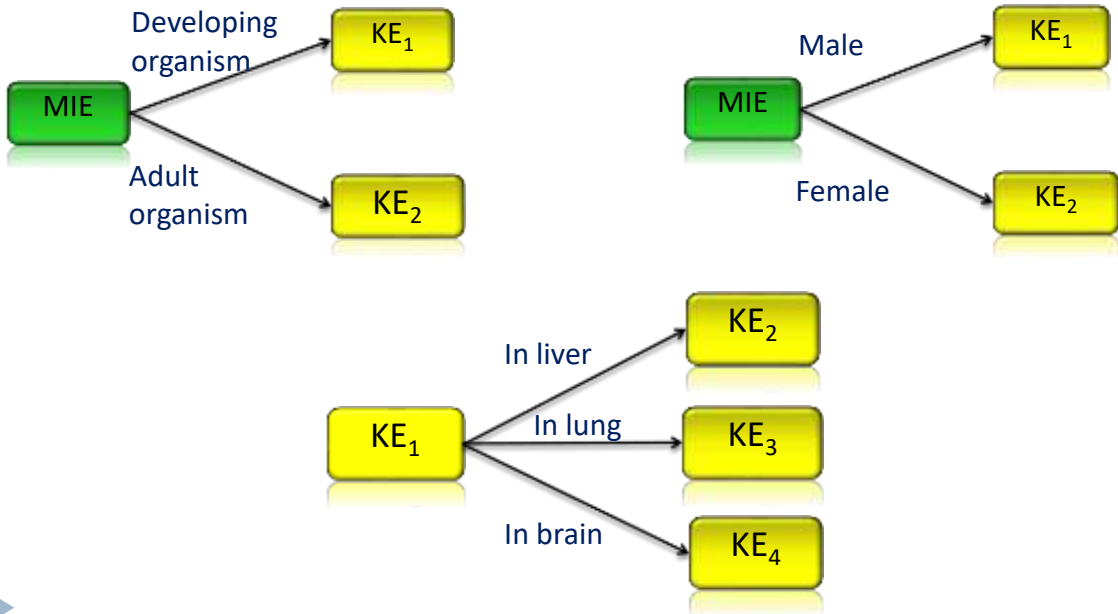 Developing
organism
KE₁
MIE
Adult
organism
KE₂
Male
KE₁
MIE
Female
KE₂
In liver
KE₂
KE₁
In lung
KE₃
In brain
KE₄